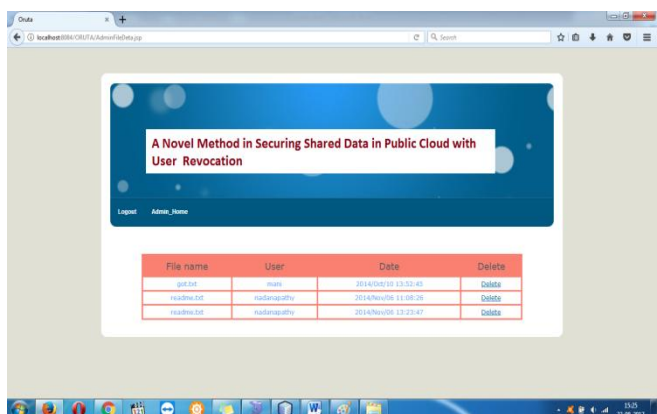 Oruta
localhost:8084/ORUTA/AdminFileDeta.jsp
Search
A Novel Method in Securing Shared Data in Public Cloud with
User Revocation
Logout Admin_Home
File name User Date Delete
got.txt mani 2014/Oct/10 13:52:45 Delete
readme.txt nadanapathy 2014/Nov/06 11:08:26 Delete
readme.txt nadanapathy 2014/Nov/06 13:23:47 Delete
15:25